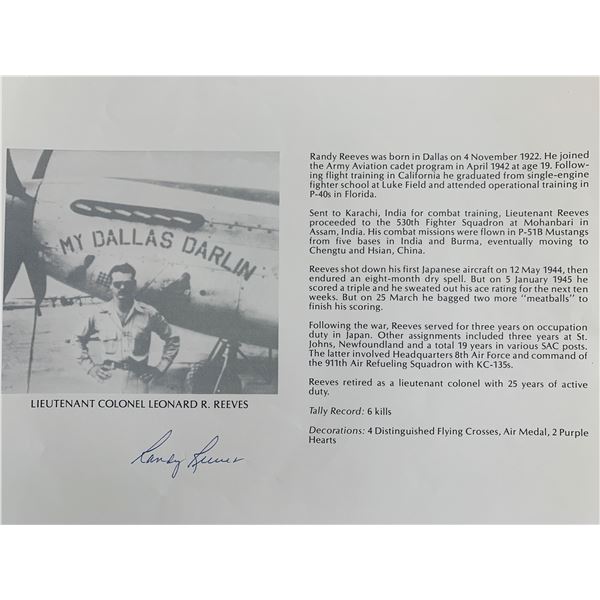 MY DALLAS DARLIN
LIEUTENANT COLONEL LEONARD R. REEVES
Randy Reeves
Randy Reeves was born in Dallas on 4 November 1922. He joined
the Army Aviation cadet program in April 1942 at age 19. Follow-
ing flight training in California he graduated from single-engine
fighter school at Luke Field and attended operational training in
P-40s in Florida.
Sent to Karachi, India for combat training, Lieutenant Reeves
proceeded to the 530th Fighter Squadron at Mohanbari in
Assam, India. His combat missions were flown in P-51B Mustangs
from five bases in India and Burma, eventually moving to
Chengtu and Hsian, China.
Reeves shot down his first Japanese aircraft on 12 May 1944, then
endured an eight-month dry spell. But on 5 January 1945 he
scored a triple and he sweated out his ace rating for the next ten
weeks. But on 25 March he bagged two more "meatballs" to
finish his scoring.
Following the war, Reeves served for three years on occupation
duty in Japan. Other assignments included three years at St.
Johns, Newfoundland and a total 19 years in various SAC posts.
The latter involved Headquarters 8th Air Force and command of
the 911th Air Refueling Squadron with KC-135s.
Reeves retired as a lieutenant colonel with 25 years of active
duty.
Tally Record: 6 kills
Decorations: 4 Distinguished Flying Crosses, Air Medal, 2 Purple
Hearts